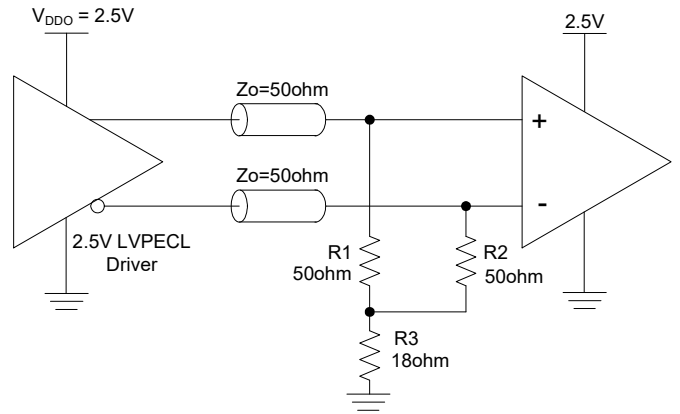 V_DDO = 2.5V
2.5V
Zo=50ohm
+
Zo=50ohm
-
2.5V LVPECL
Driver
R1
50ohm
R2
50ohm
R3
18ohm